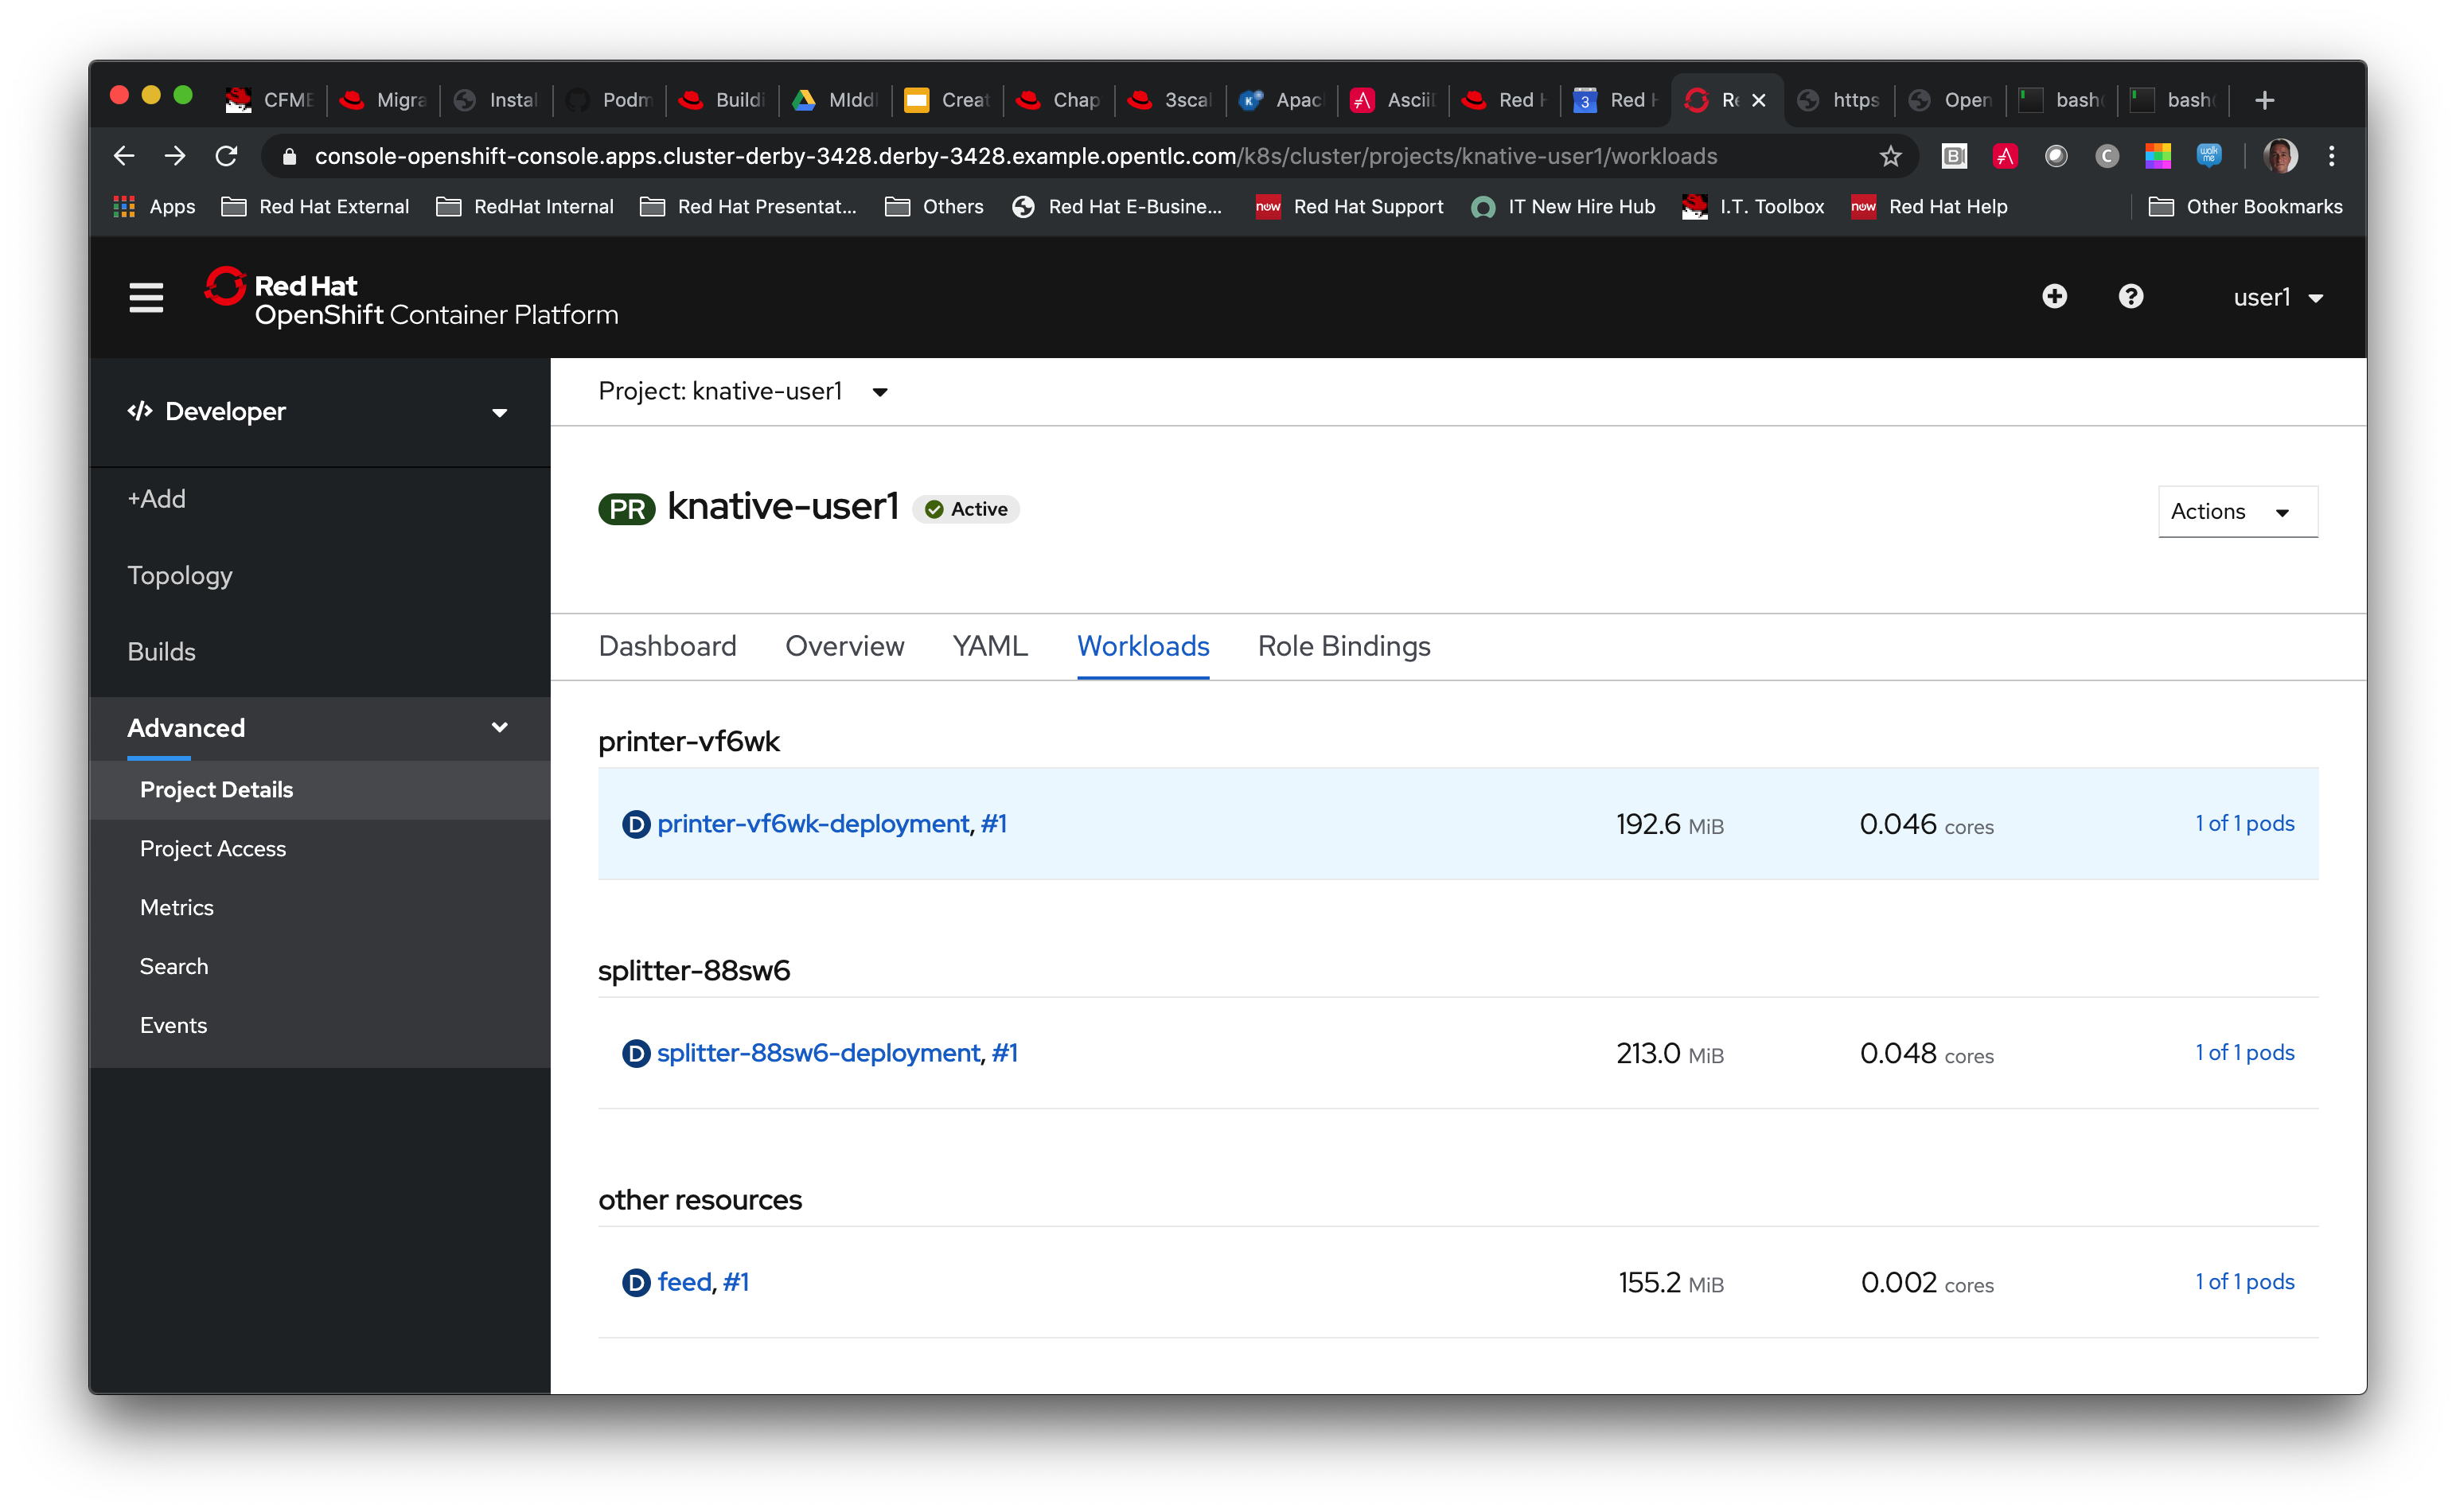 CFME Migra Instal Podm Buildi MIddl Creat Chap 3scal Apac Ascii Red H 3 Red H Re https Open bash bash
console-openshift-console.apps.cluster-derby-3428.derby-3428.example.opentlc.com/k8s/cluster/projects/knative-user1/workloads
Apps Red Hat External RedHat Internal Red Hat Presentat... Others Red Hat E-Busine... now Red Hat Support IT New Hire Hub I.T. Toolbox now Red Hat Help Other Bookmarks
Red Hat
OpenShift Container Platform
user1
</> Developer
+Add
Topology
Builds
Advanced
Project Details
Project Access
Metrics
Search
Events
Project: knative-user1
PR knative-user1 Active
Actions
Dashboard Overview YAML Workloads Role Bindings
printer-vf6wk
D printer-vf6wk-deployment, #1 192.6 MiB 0.046 cores 1 of 1 pods
splitter-88sw6
D splitter-88sw6-deployment, #1 213.0 MiB 0.048 cores 1 of 1 pods
other resources
D feed, #1 155.2 MiB 0.002 cores 1 of 1 pods